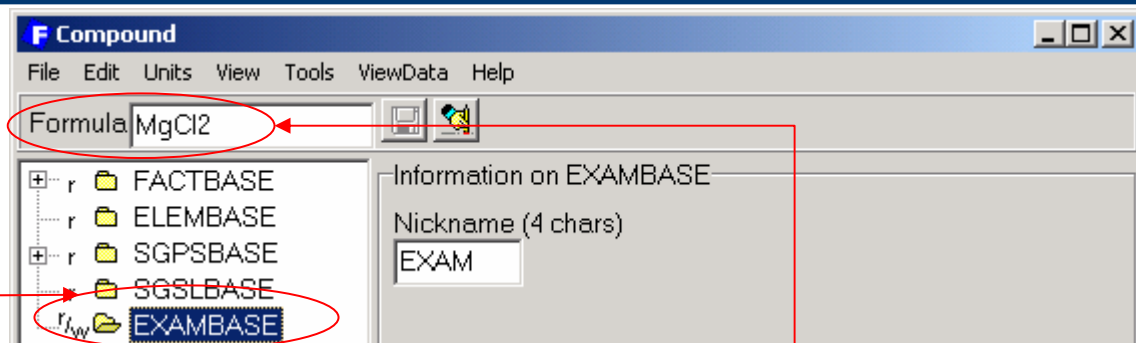 F Compound
File Edit Units View Tools ViewData Help
Formula MgCl2
r FACTBASE
r ELEMBASE
r SGPSBASE
r SGSLBASE
r/w EXAMBASE
Information on EXAMBASE
Nickname (4 chars)
EXAM